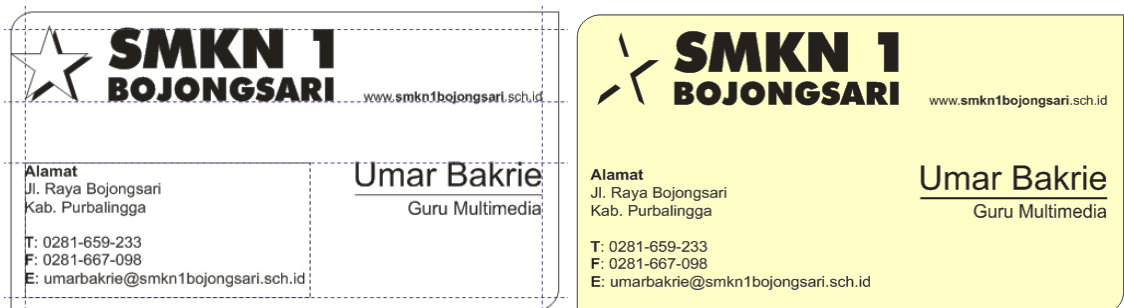 SMKN 1
BOJONGSARI
www.smkn1bojongsari.sch.id
Alamat
Jl. Raya Bojongsari
Kab. Purbalingga
T: 0281-659-233
F: 0281-667-098
E: umarbakrie@smkn1bojongsari.sch.id
Umar Bakrie
Guru Multimedia
SMKN 1
BOJONGSARI
www.smkn1bojongsari.sch.id
Alamat
Jl. Raya Bojongsari
Kab. Purbalingga
T: 0281-659-233
F: 0281-667-098
E: umarbakrie@smkn1bojongsari.sch.id
Umar Bakrie
Guru Multimedia